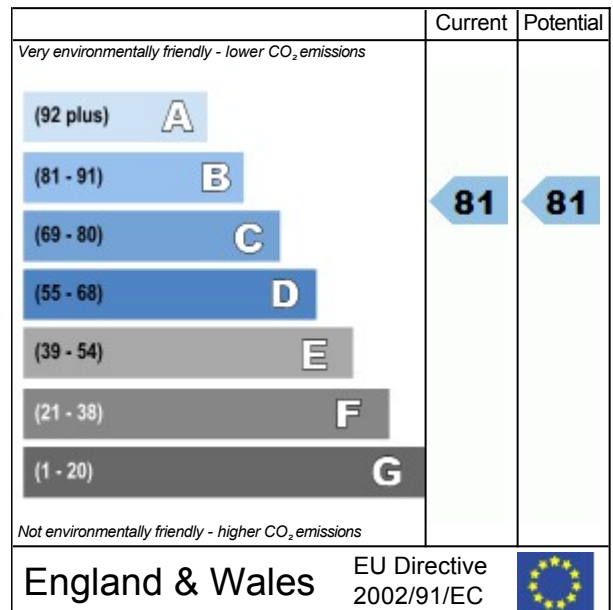 Current Potential
Very environmentally friendly - lower CO₂ emissions
(92 plus) A
(81 - 91) B
81 81
(69 - 80) C
(55 - 68) D
(39 - 54) E
(21 - 38) F
(1 - 20) G
Not environmentally friendly - higher CO₂ emissions
England & Wales
EU Directive
2002/91/EC